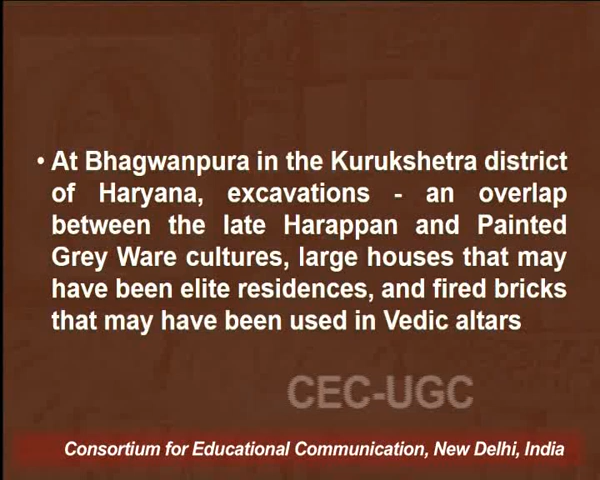 • At Bhagwanpura in the Kurukshetra district
of Haryana, excavations - an overlap
between the late Harappan and Painted
Grey Ware cultures, large houses that may
have been elite residences, and fired bricks
that may have been used in Vedic altars
CEC-UGC
Consortium for Educational Communication, New Delhi, India